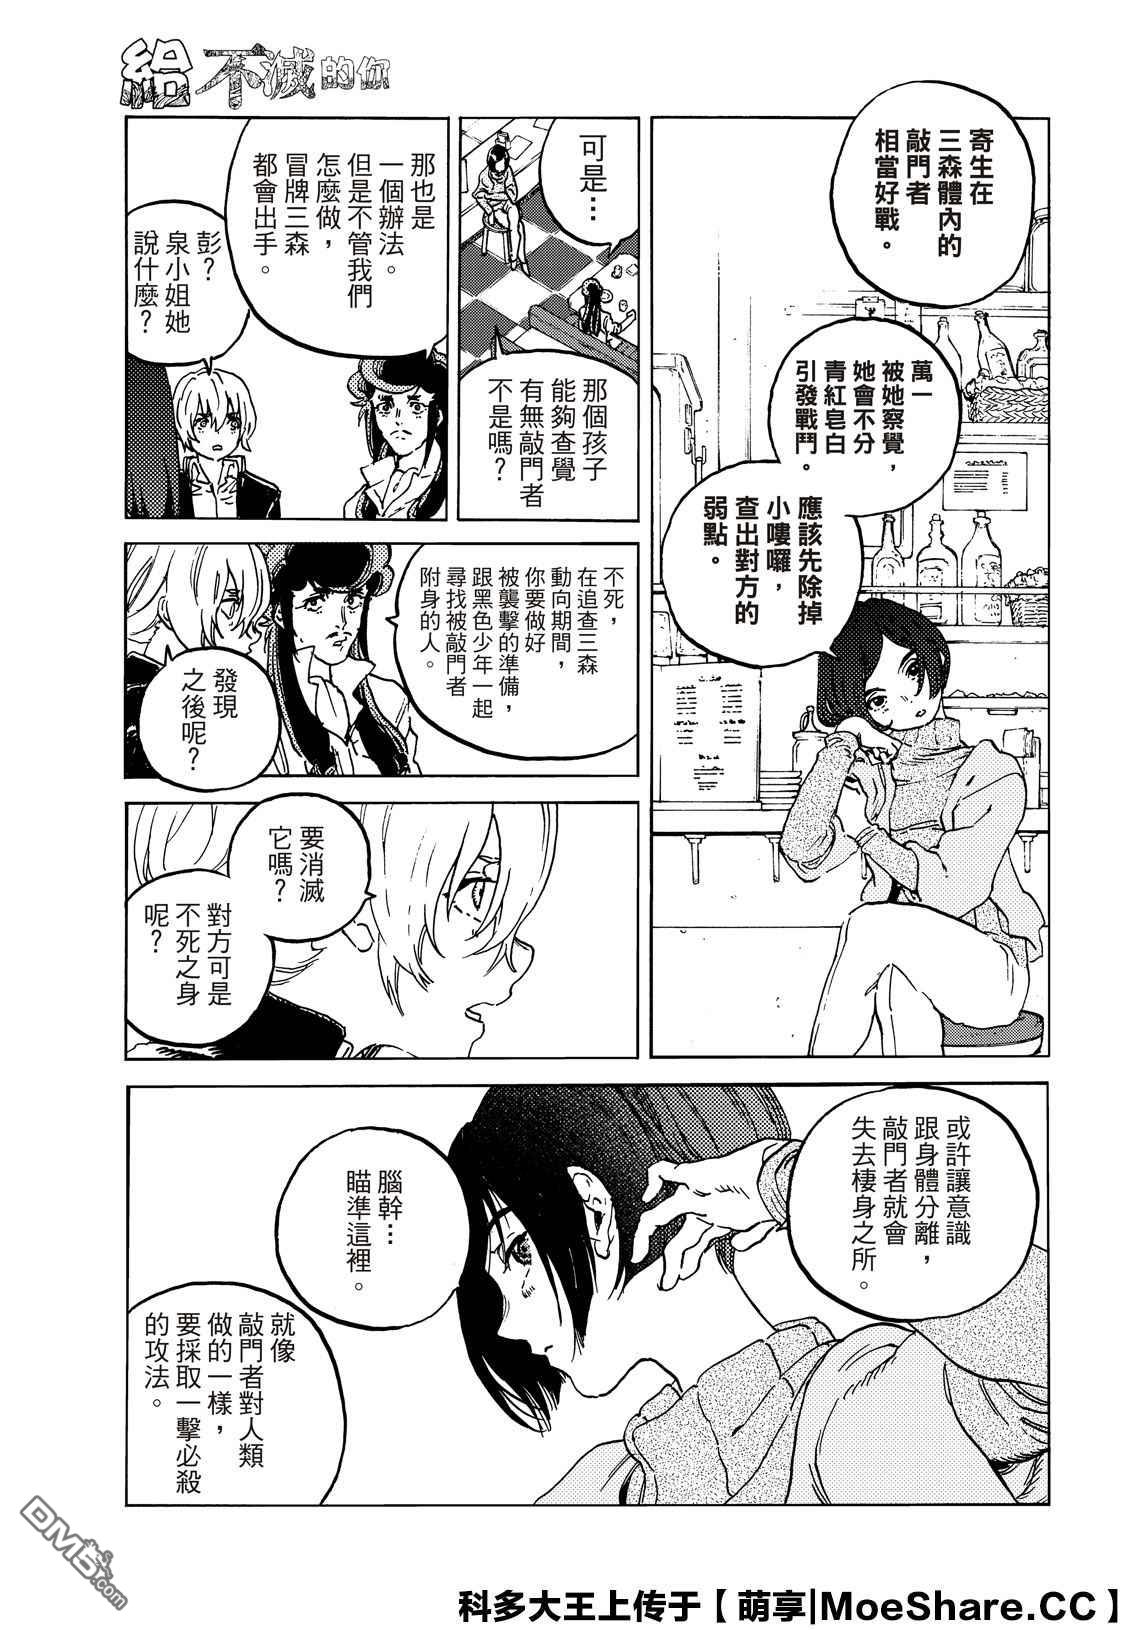 給不滅的你
寄生在
三森體內的
敲門者
相當好戰。
萬一
被她察覺，
她會不分
青紅皂白
引發戰鬥。
應該先除掉
小嘍囉，
查出對方的
弱點。
可是…
那個孩子
能夠查覺
有無敲門者
不是嗎？
那也是
一個辦法。
但是不管我們
怎麼做，
冒牌三森
都會出手。
彭？
泉小姐她
說什麼？
不死，
在追查三森
動向期間，
你要做好
被襲擊的準備，
跟黑色少年一起
尋找被敲門者
附身的人。
發現
之後呢？
要消滅
它嗎？
對方可是
不死之身
呢？
或許讓意識
跟身體分離，
敲門者就會
失去棲身之所。
腦幹…
瞄準這裡。
就像
敲門者對人類
做的一樣，
要採取一擊必殺
的攻法。
DM5.com
科多大王上传于【萌享|MoeShare.CC】